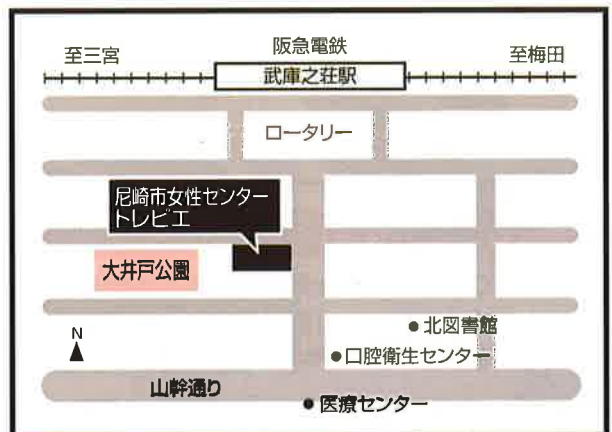 阪急電鉄
至三宮
至梅田
武庫之荘駅
ロータリー
尼崎市女性センター
トレピエ
大井戸公園
N
北図書館
口腔衛生センター
山幹通り
医療センター